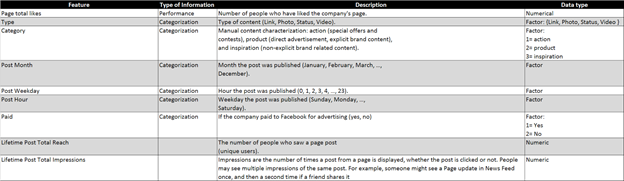 Feature Type of Information Description Data type
Page total likes Performance Number of people who have liked the company's page. Numerical
Type Categorization Type of content (Link, Photo, Status, Video). Factor: {Link, Photo, Status, Video }
Category Categorization Manual content characterization: action (special offers and Factor:
contests), product (direct advertisement, explicit brand content), 1= action
and inspiration (non-explicit brand related content). 2= product
3= inspiration
Post Month Categorization Month the post was published (January, February, March, ..., Factor
December).
Post Weekday Categorization Hour the post was published (0, 1, 2, 3, 4, ..., 23). Factor
Post Hour Categorization Weekday the post was published (Sunday, Monday, ..., Factor
Saturday).
Paid Categorization If the company paid to Facebook for advertising (yes, no) Factor:
1= Yes
2= No
Lifetime Post Total Reach The number of people who saw a page post Numeric
(unique users).
Lifetime Post Total Impressions Impressions are the number of times a post from a page is displayed, whether the post is clicked or not. People Numeric
may see multiple impressions of the same post. For example, someone might see a Page update in News Feed
once, and then a second time if a friend shares it